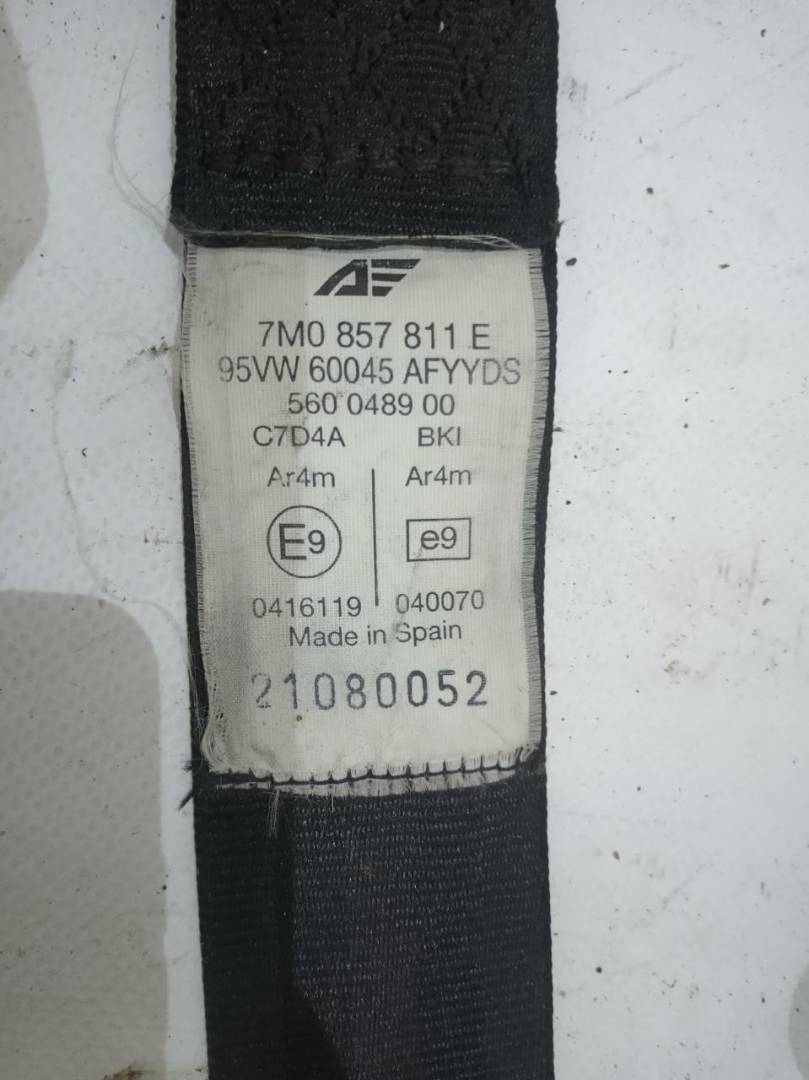 AE
7M0 857 811 E
95VW 60045 AFYYDS
560 0489 00
C7D4A BKI
Ar4m Ar4m
E9 e9
0416119 040070
Made in Spain
21080052